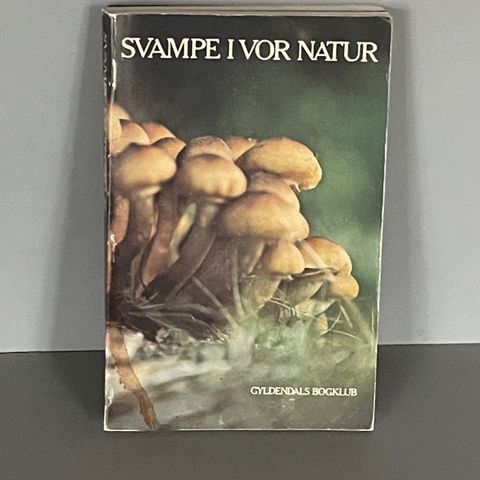 SVAMPE I VOR NATUR
GYLDENDALS BOGKLUB